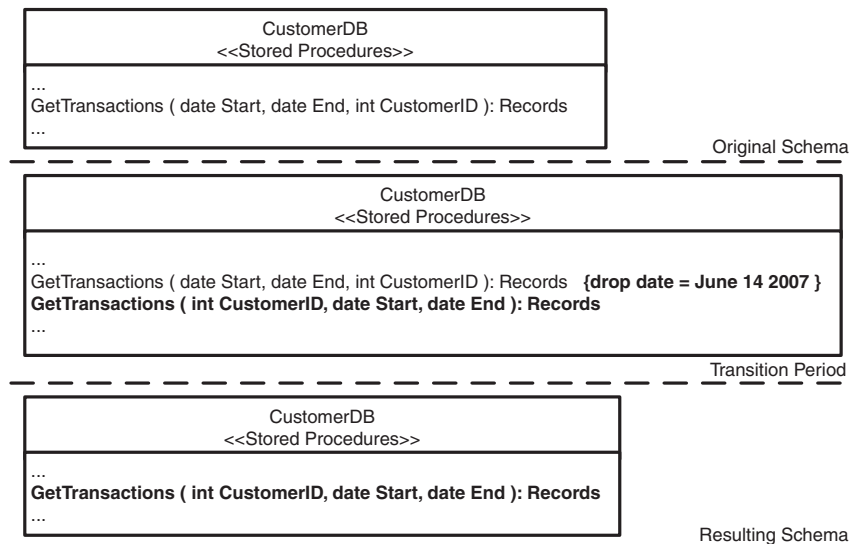 CustomerDB
<<Stored Procedures>>
...
GetTransactions ( date Start, date End, int CustomerID ): Records
...
Original Schema
CustomerDB
<<Stored Procedures>>
...
GetTransactions ( date Start, date End, int CustomerID ): Records {drop date = June 14 2007 }
GetTransactions ( int CustomerID, date Start, date End ): Records
...
Transition Period
CustomerDB
<<Stored Procedures>>
...
GetTransactions ( int CustomerID, date Start, date End ): Records
...
Resulting Schema